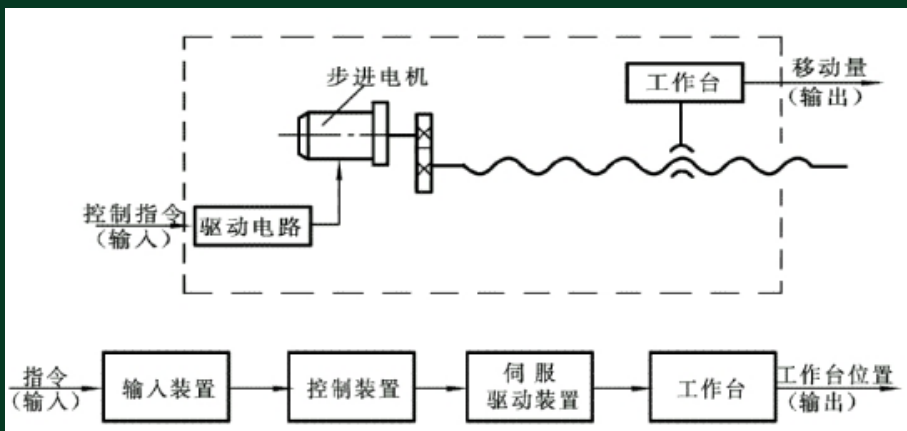 步进电机
工作台
移动量
(输出)
控制指令
(输入)
驱动电路
指令
(输入)
输入装置
控制装置
伺服
驱动装置
工作台
工作台位置
(输出)